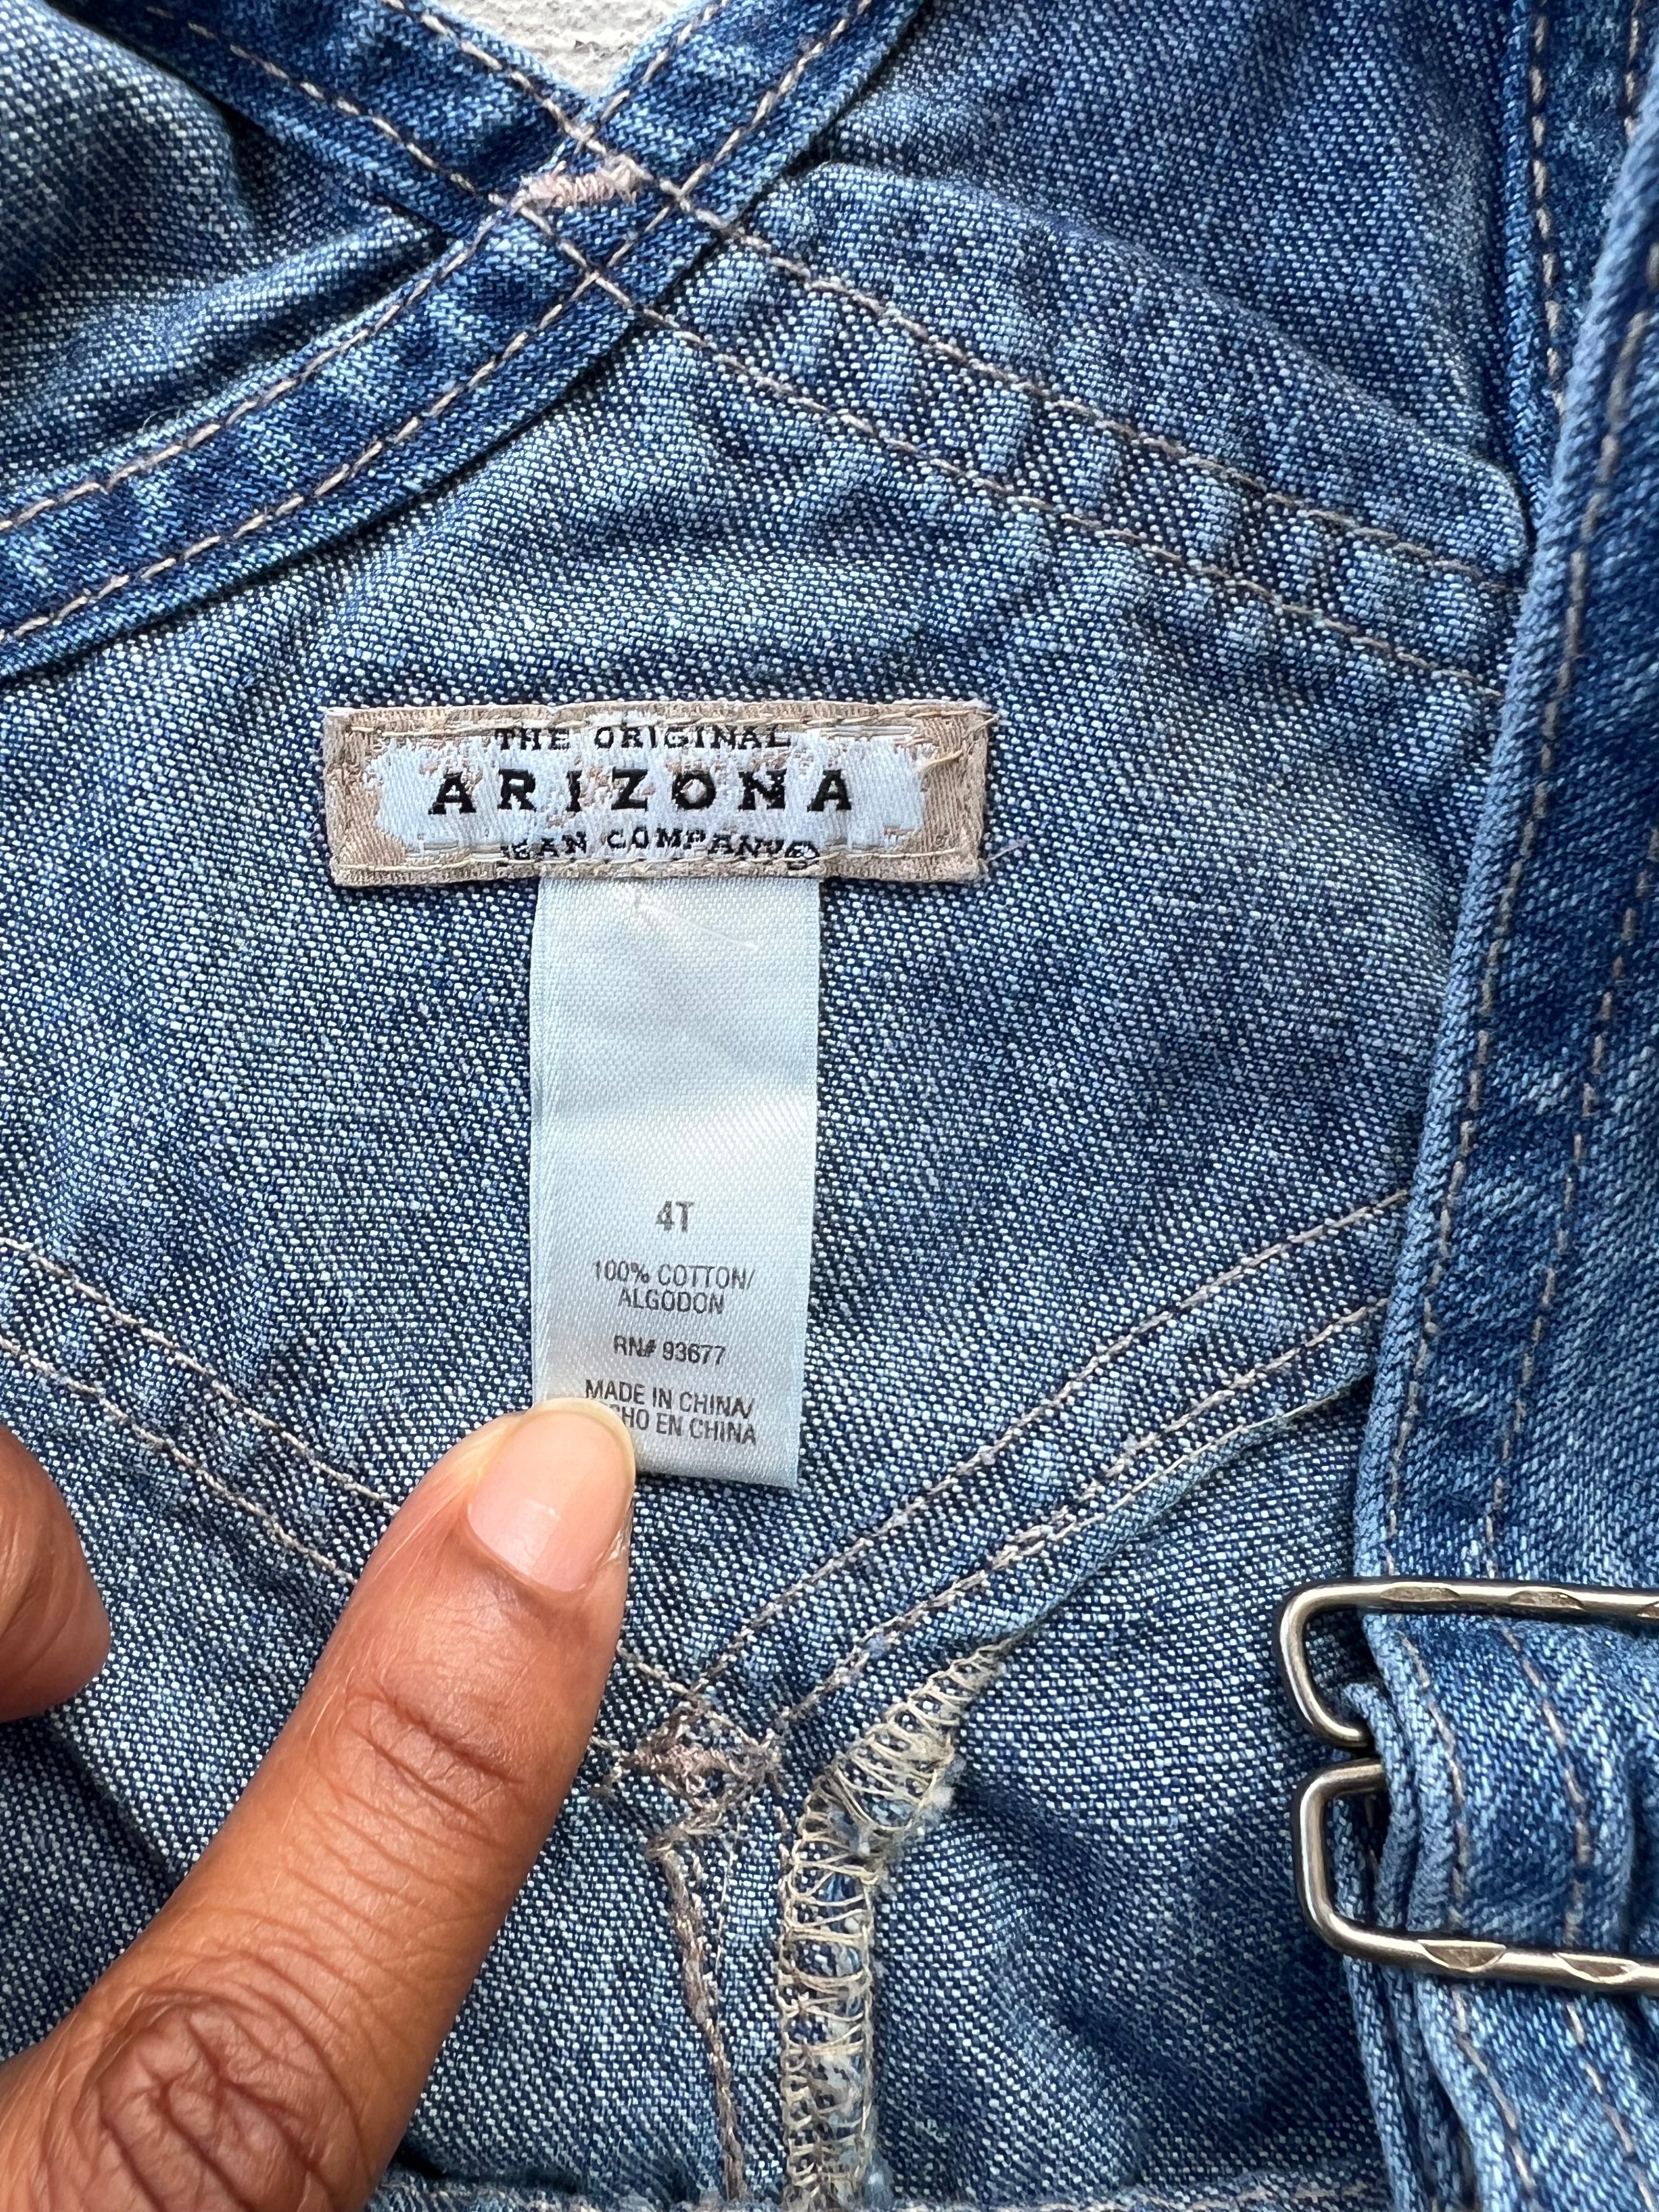 THE ORIGINAL
ARIZONA
JEAN COMPANY®
4T
100% COTTON/
ALGODON
RN# 93677
MADE IN CHINA/
CHO EN CHINA